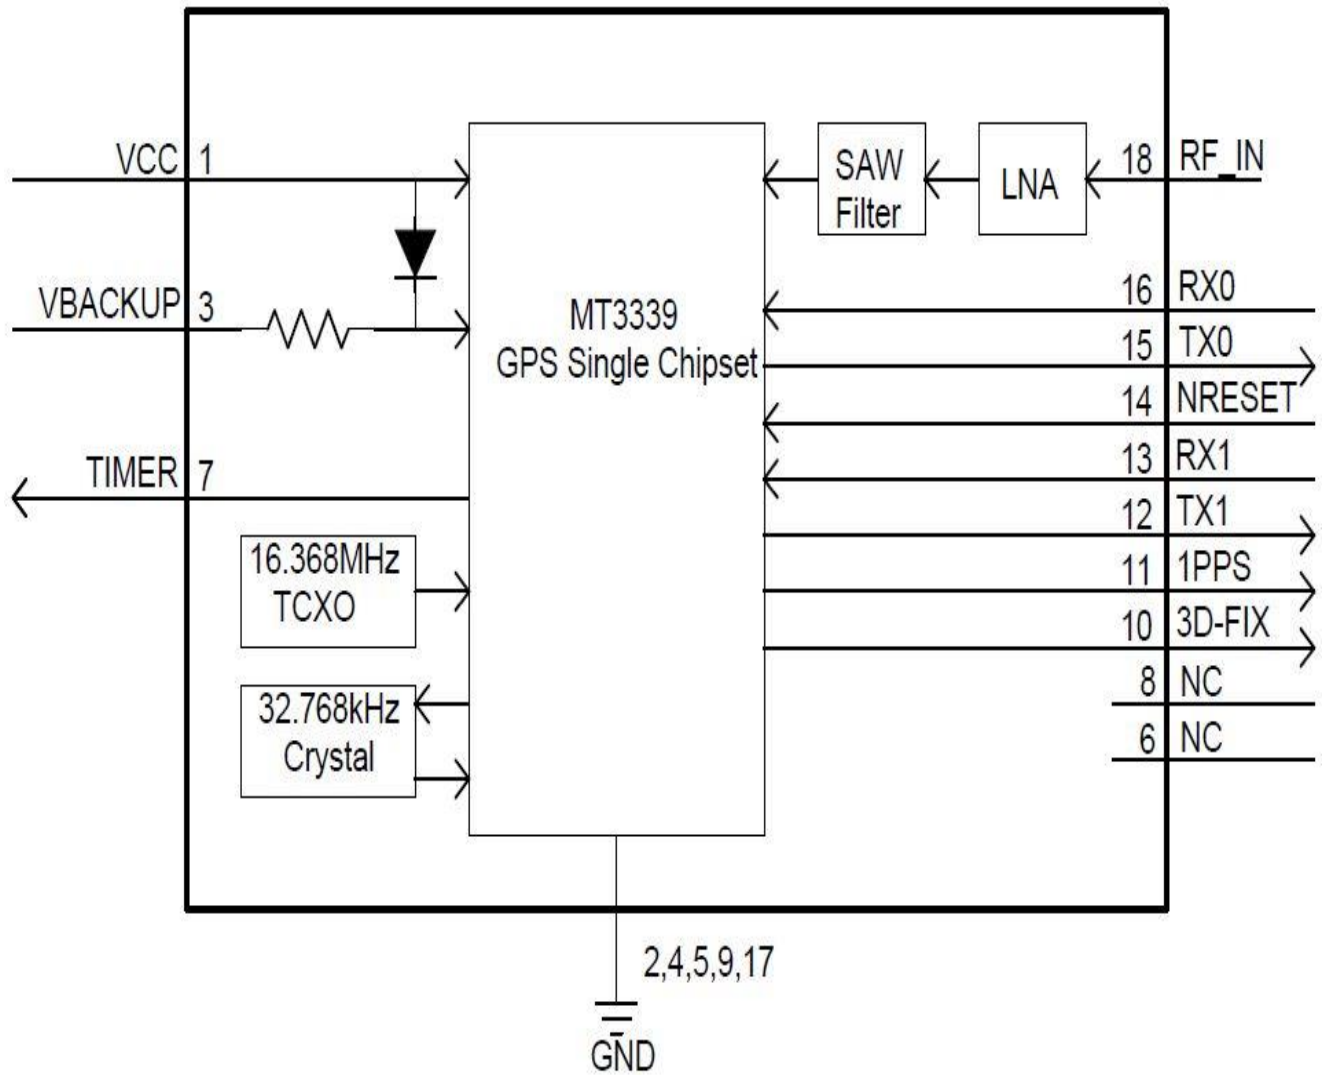 VCC 1
VBACKUP 3
TIMER 7
16.368MHz
TCXO
32.768kHz
Crystal
MT3339
GPS Single Chipset
SAW
Filter
LNA
18 RF_IN
16 RX0
15 TX0
14 NRESET
13 RX1
12 TX1
11 1PPS
10 3D-FIX
8 NC
6 NC
2,4,5,9,17
GND